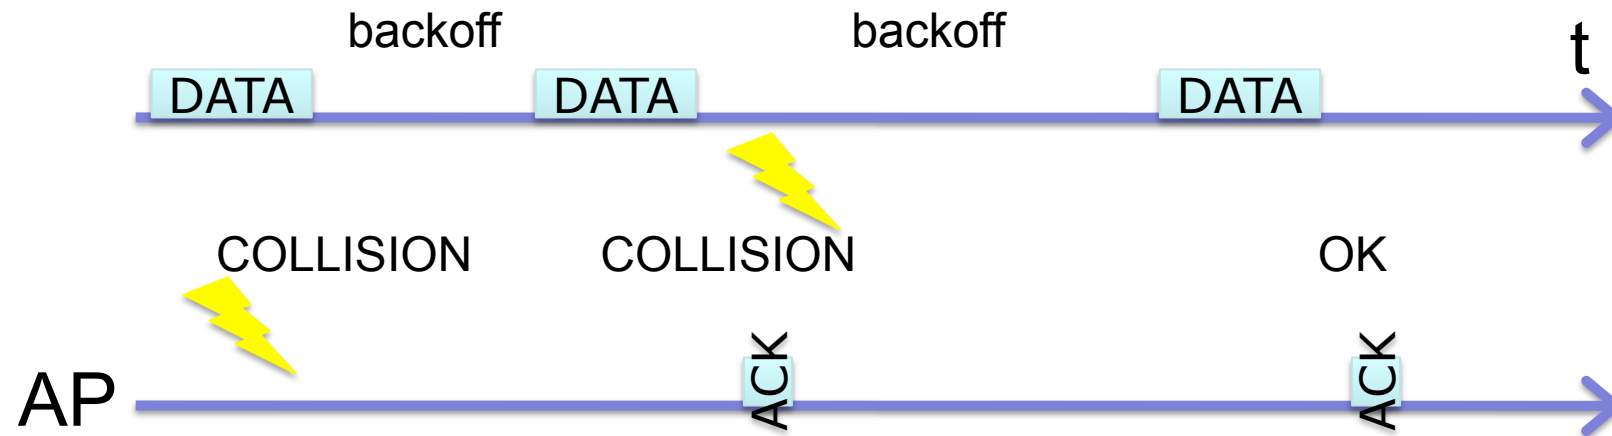 backoff backoff
t
DATA DATA DATA
COLLISION COLLISION OK
ACK ACK
AP